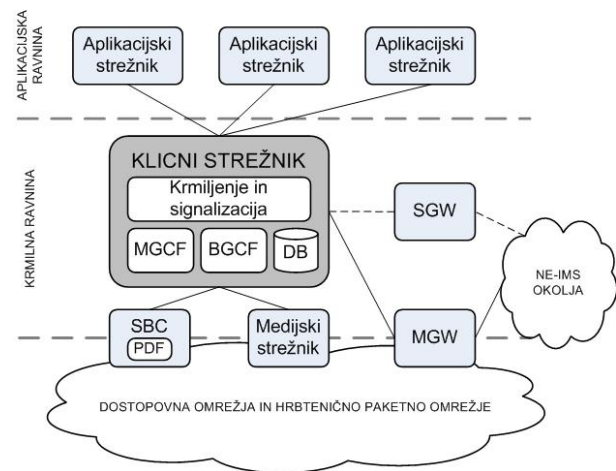 APLIKACIJSKA
RAVNINA
Aplikacijski
strežnik
Aplikacijski
strežnik
Aplikacijski
strežnik
KRMILNA RAVNINA
KLICNI STREŽNIK
Krmiljenje in
signalizacija
MGCF
BGCF
DB
SGW
NE-IMS
OKOLJA
SBC
PDF
Medijski
strežnik
MGW
DOSTOPOVNA OMREŽJA IN HRBTENIČNO PAKETNO OMREŽJE